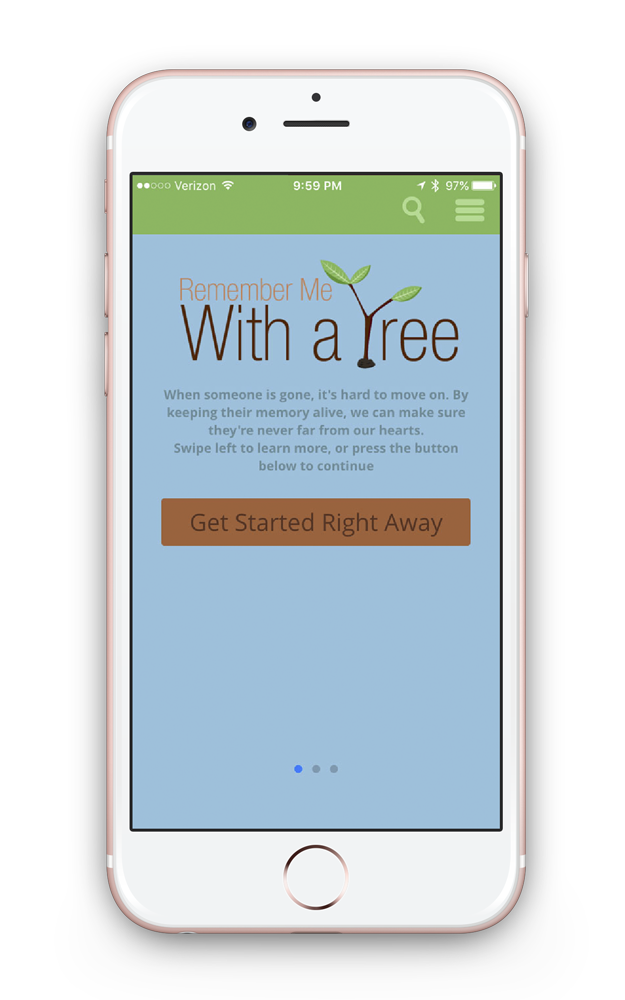 Verizon 9:59 PM 97%
Remember Me
With a Tree
When someone is gone, it's hard to move on. By
keeping their memory alive, we can make sure
they're never far from our hearts.
Swipe left to learn more, or press the button
below to continue
Get Started Right Away